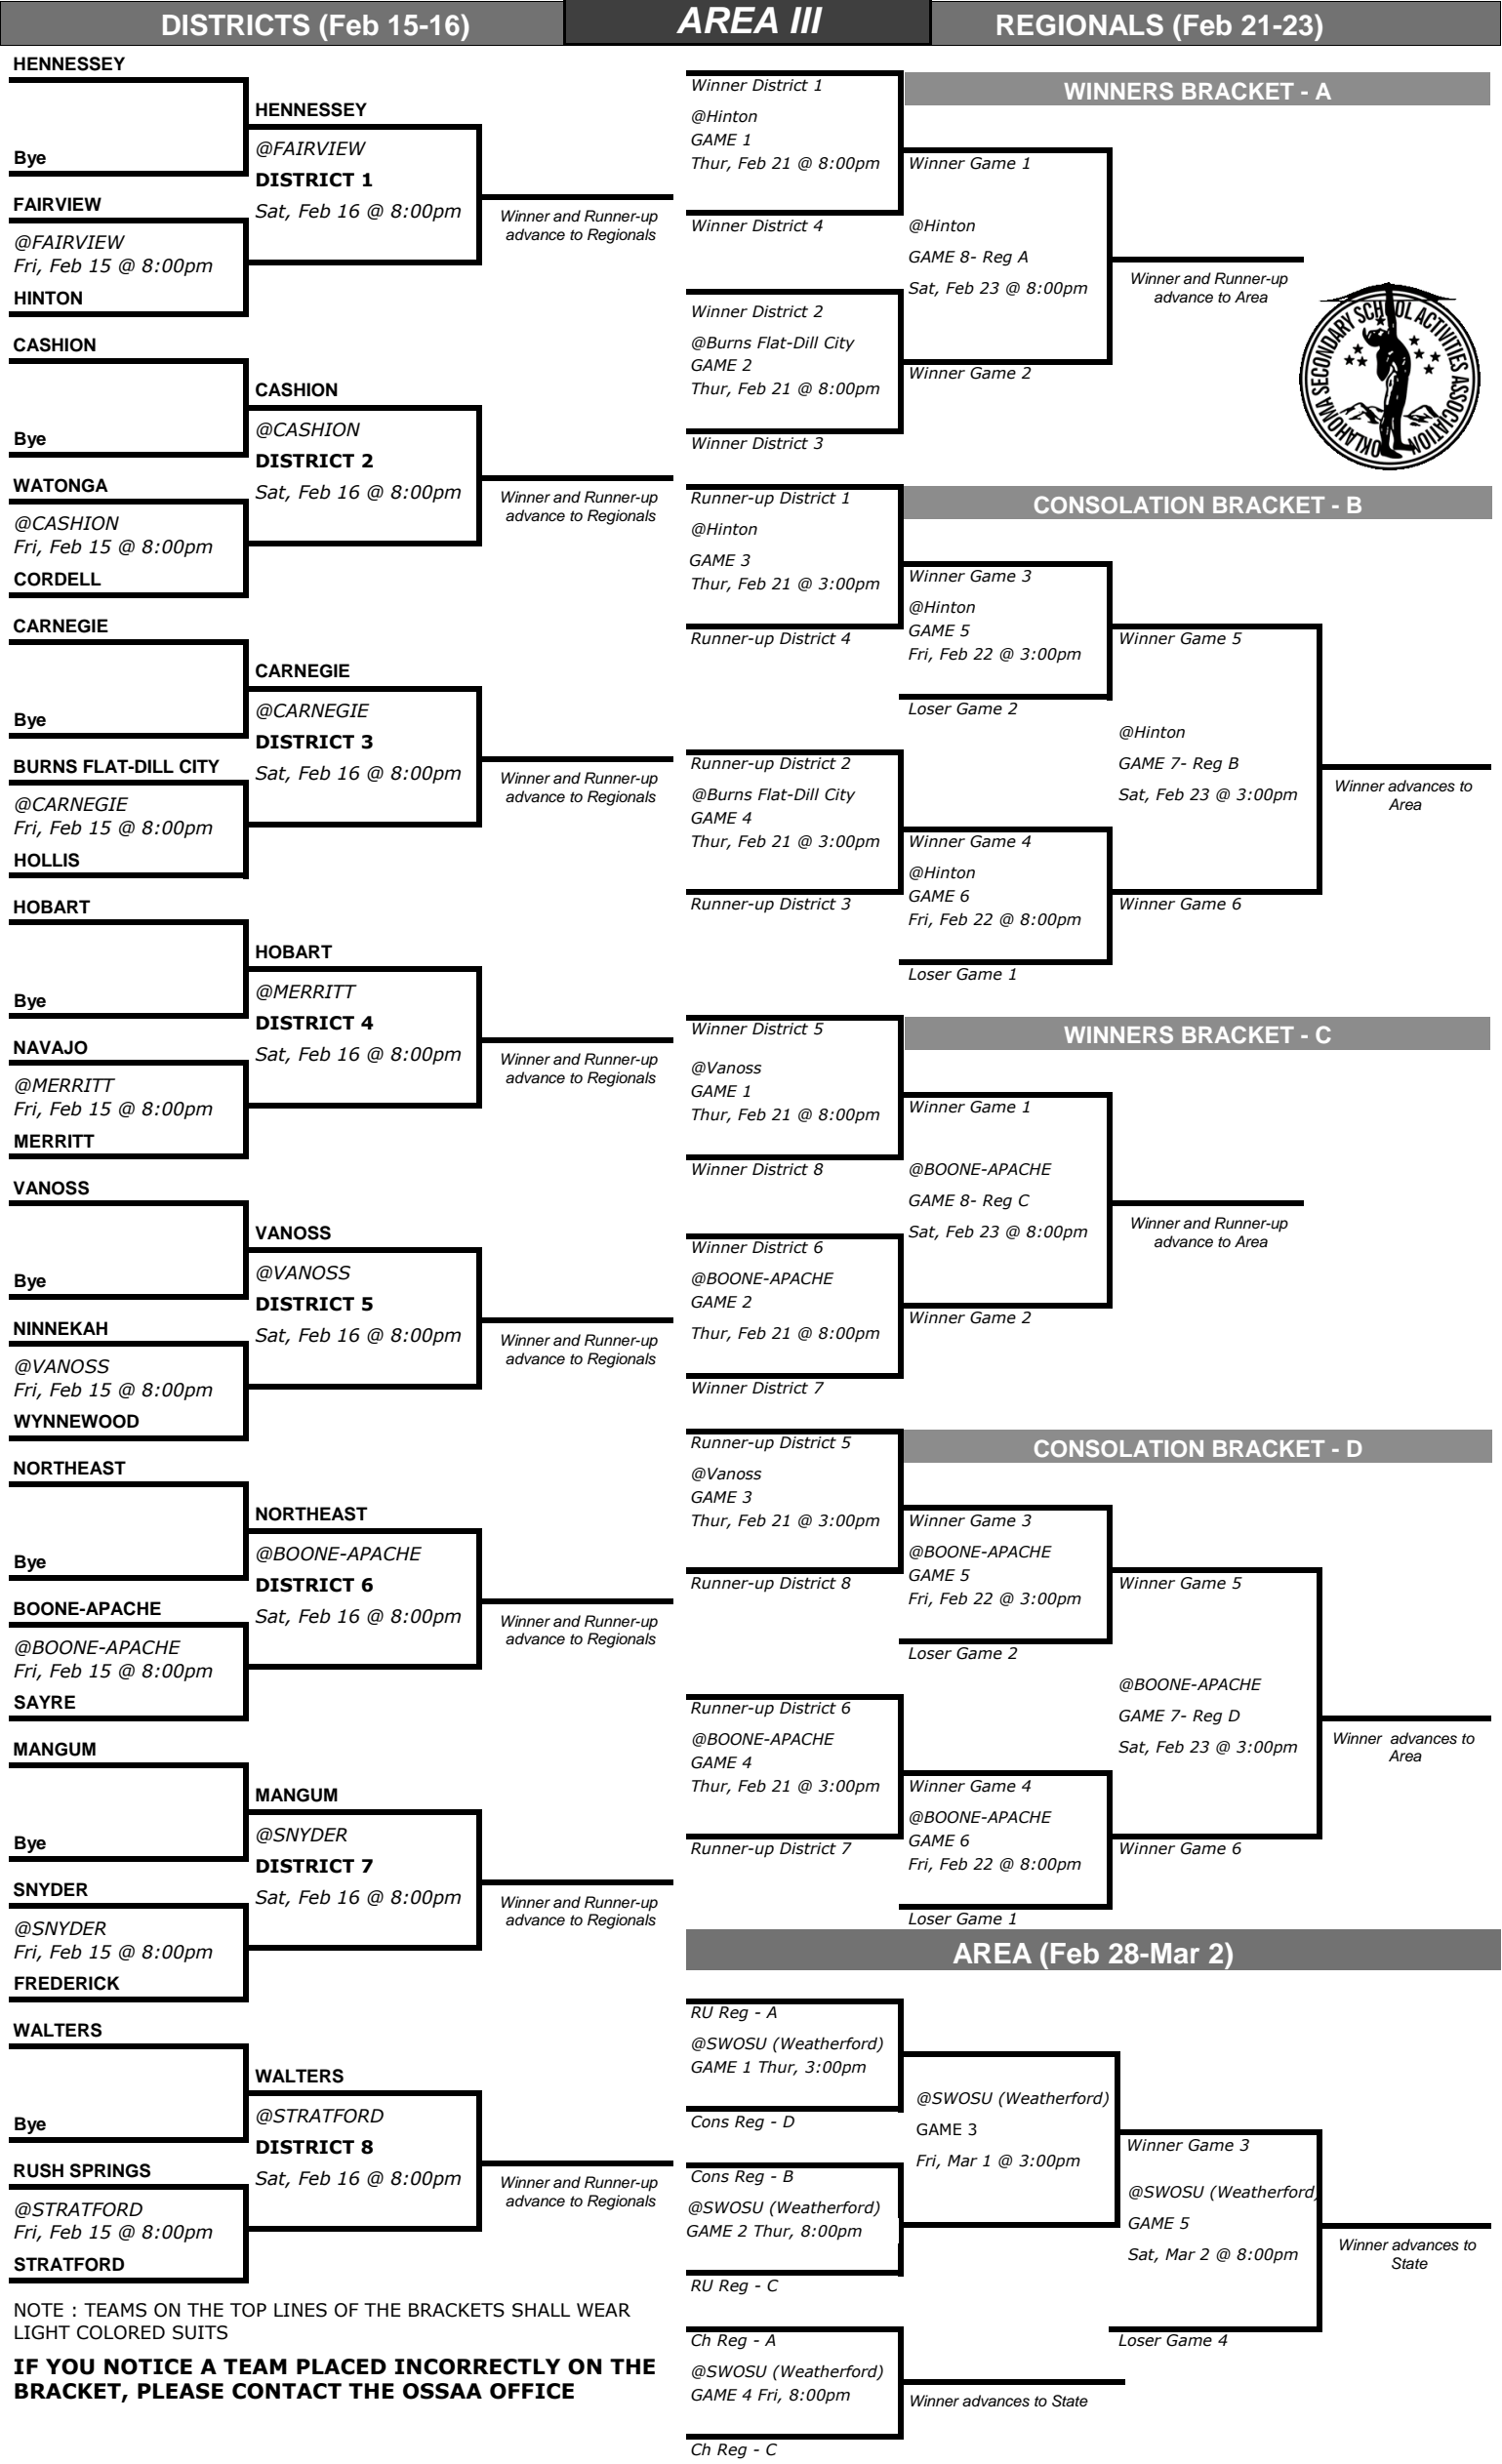 DISTRICTS (Feb 15-16)
AREA III
REGIONALS (Feb 21-23)
HENNESSEY
Bye
HENNESSEY
@FAIRVIEW
DISTRICT 1
Sat, Feb 16 @ 8:00pm
FAIRVIEW
@FAIRVIEW
Fri, Feb 15 @ 8:00pm
HINTON
Winner and Runner-up
advance to Regionals
CASHION
Bye
CASHION
@CASHION
DISTRICT 2
Sat, Feb 16 @ 8:00pm
WATONGA
@CASHION
Fri, Feb 15 @ 8:00pm
CORDELL
Winner and Runner-up
advance to Regionals
CARNEGIE
Bye
CARNEGIE
@CARNEGIE
DISTRICT 3
Sat, Feb 16 @ 8:00pm
BURNS FLAT-DILL CITY
@CARNEGIE
Fri, Feb 15 @ 8:00pm
HOLLIS
Winner and Runner-up
advance to Regionals
HOBART
Bye
HOBART
@MERRITT
DISTRICT 4
Sat, Feb 16 @ 8:00pm
NAVAJO
@MERRITT
Fri, Feb 15 @ 8:00pm
MERRITT
Winner and Runner-up
advance to Regionals
VANOSS
Bye
VANOSS
@VANOSS
DISTRICT 5
Sat, Feb 16 @ 8:00pm
NINNEKAH
@VANOSS
Fri, Feb 15 @ 8:00pm
WYNNEWOOD
Winner and Runner-up
advance to Regionals
NORTHEAST
Bye
NORTHEAST
@BOONE-APACHE
DISTRICT 6
Sat, Feb 16 @ 8:00pm
BOONE-APACHE
@BOONE-APACHE
Fri, Feb 15 @ 8:00pm
SAYRE
Winner and Runner-up
advance to Regionals
MANGUM
Bye
MANGUM
@SNYDER
DISTRICT 7
Sat, Feb 16 @ 8:00pm
SNYDER
@SNYDER
Fri, Feb 15 @ 8:00pm
FREDERICK
Winner and Runner-up
advance to Regionals
WALTERS
Bye
WALTERS
@STRATFORD
DISTRICT 8
Sat, Feb 16 @ 8:00pm
RUSH SPRINGS
@STRATFORD
Fri, Feb 15 @ 8:00pm
STRATFORD
Winner and Runner-up
advance to Regionals
NOTE : TEAMS ON THE TOP LINES OF THE BRACKETS SHALL WEAR
LIGHT COLORED SUITS
IF YOU NOTICE A TEAM PLACED INCORRECTLY ON THE
BRACKET, PLEASE CONTACT THE OSSAA OFFICE
WINNERS BRACKET - A
Winner District 1
@Hinton
GAME 1
Thur, Feb 21 @ 8:00pm
Winner District 4
Winner District 2
@Burns Flat-Dill City
GAME 2
Thur, Feb 21 @ 8:00pm
Winner District 3
Winner Game 1
@Hinton
GAME 8- Reg A
Sat, Feb 23 @ 8:00pm
Winner Game 2
Winner and Runner-up
advance to Area
OKLAHOMA SECONDARY SCHOOL ACTIVITIES ASSOCIATION
CONSOLATION BRACKET - B
Runner-up District 1
@Hinton
GAME 3
Thur, Feb 21 @ 3:00pm
Runner-up District 4
Runner-up District 2
@Burns Flat-Dill City
GAME 4
Thur, Feb 21 @ 3:00pm
Runner-up District 3
Winner Game 3
@Hinton
GAME 5
Fri, Feb 22 @ 3:00pm
Loser Game 2
Winner Game 4
@Hinton
GAME 6
Fri, Feb 22 @ 8:00pm
Loser Game 1
Winner Game 5
@Hinton
GAME 7- Reg B
Sat, Feb 23 @ 3:00pm
Winner Game 6
Winner advances to
Area
WINNERS BRACKET - C
Winner District 5
@Vanoss
GAME 1
Thur, Feb 21 @ 8:00pm
Winner District 8
Winner District 6
@BOONE-APACHE
GAME 2
Thur, Feb 21 @ 8:00pm
Winner District 7
Winner Game 1
@BOONE-APACHE
GAME 8- Reg C
Sat, Feb 23 @ 8:00pm
Winner Game 2
Winner and Runner-up
advance to Area
CONSOLATION BRACKET - D
Runner-up District 5
@Vanoss
GAME 3
Thur, Feb 21 @ 3:00pm
Runner-up District 8
Runner-up District 6
@BOONE-APACHE
GAME 4
Thur, Feb 21 @ 3:00pm
Runner-up District 7
Winner Game 3
@BOONE-APACHE
GAME 5
Fri, Feb 22 @ 3:00pm
Loser Game 2
Winner Game 4
@BOONE-APACHE
GAME 6
Fri, Feb 22 @ 8:00pm
Loser Game 1
Winner Game 5
@BOONE-APACHE
GAME 7- Reg D
Sat, Feb 23 @ 3:00pm
Winner Game 6
Winner advances to
Area
AREA (Feb 28-Mar 2)
RU Reg - A
@SWOSU (Weatherford)
GAME 1 Thur, 3:00pm
Cons Reg - D
Cons Reg - B
@SWOSU (Weatherford)
GAME 2 Thur, 8:00pm
RU Reg - C
@SWOSU (Weatherford)
GAME 3
Fri, Mar 1 @ 3:00pm
Winner Game 3
@SWOSU (Weatherford)
GAME 5
Sat, Mar 2 @ 8:00pm
Loser Game 4
Winner advances to
State
Ch Reg - A
@SWOSU (Weatherford)
GAME 4 Fri, 8:00pm
Ch Reg - C
Winner advances to State